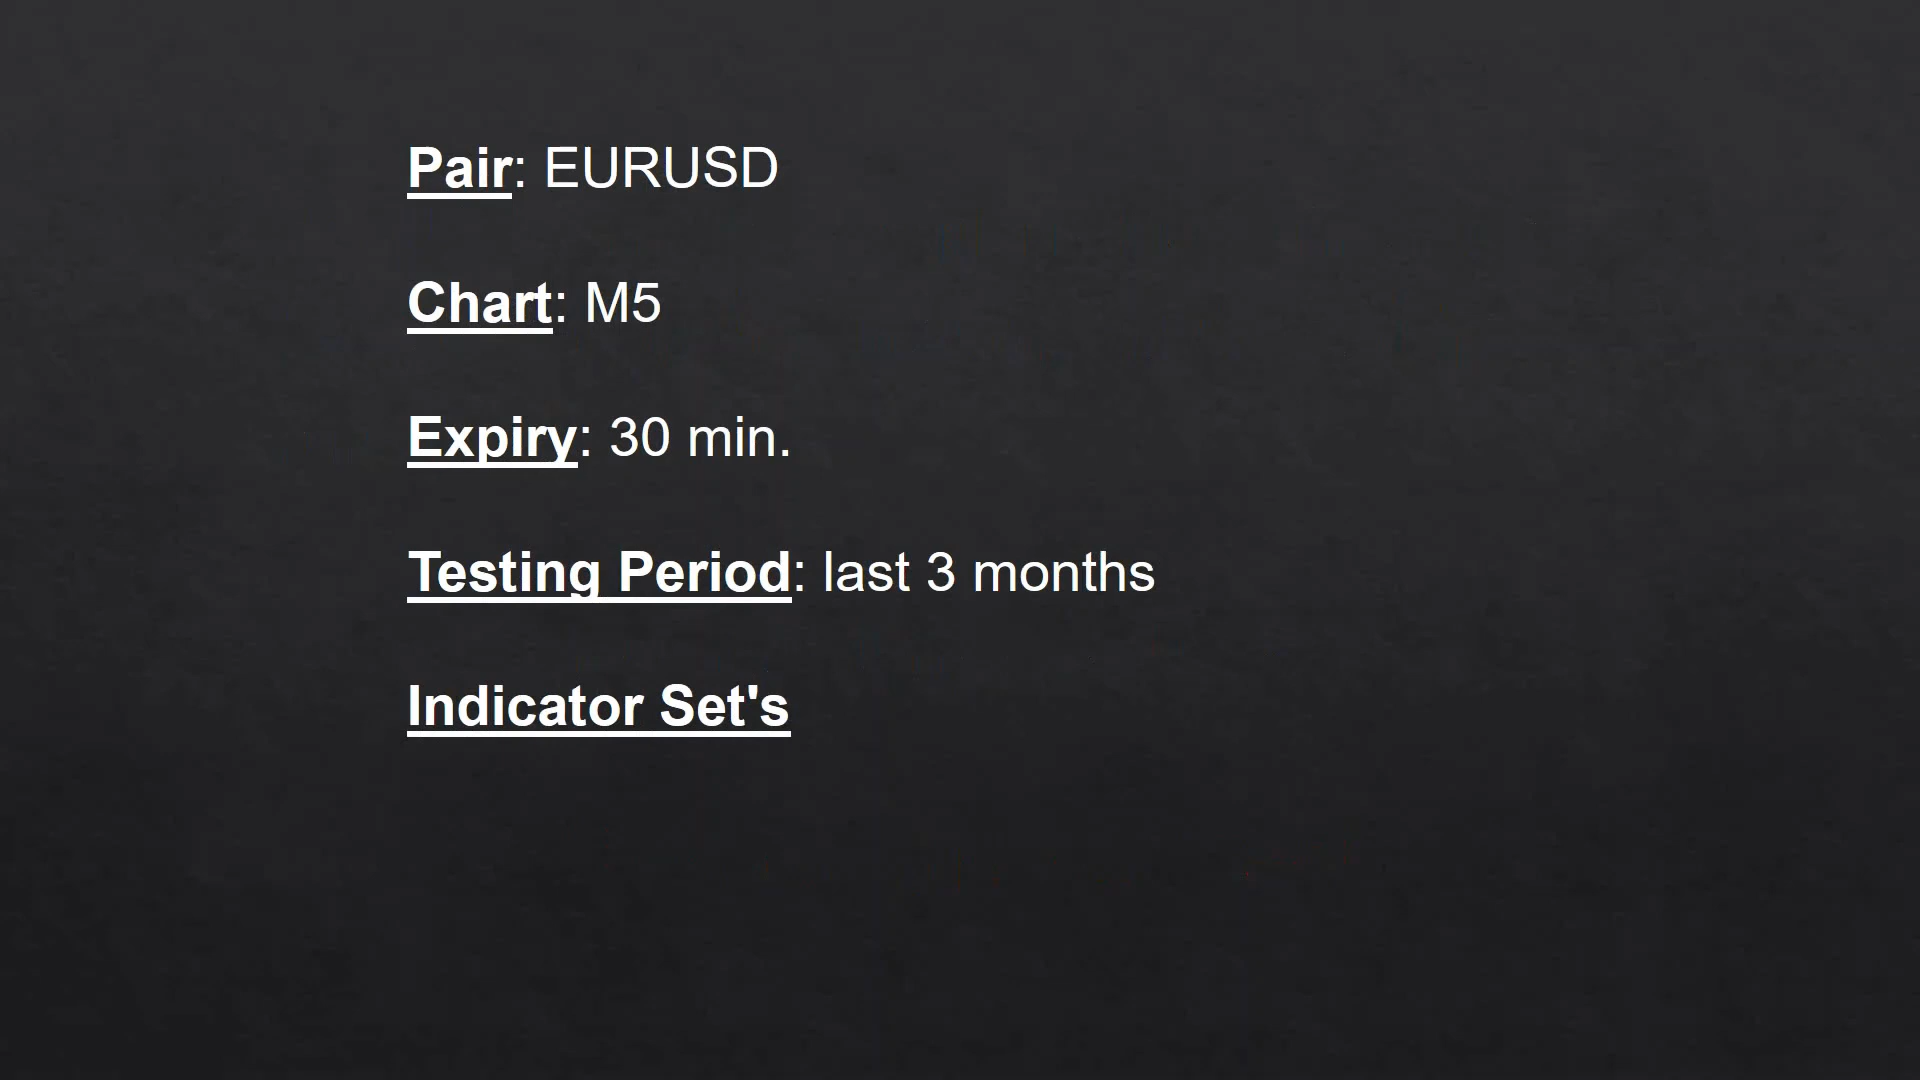 Pair: EURUSD
Chart: M5
Expiry: 30 min.
Testing Period: last 3 months
Indicator Set's